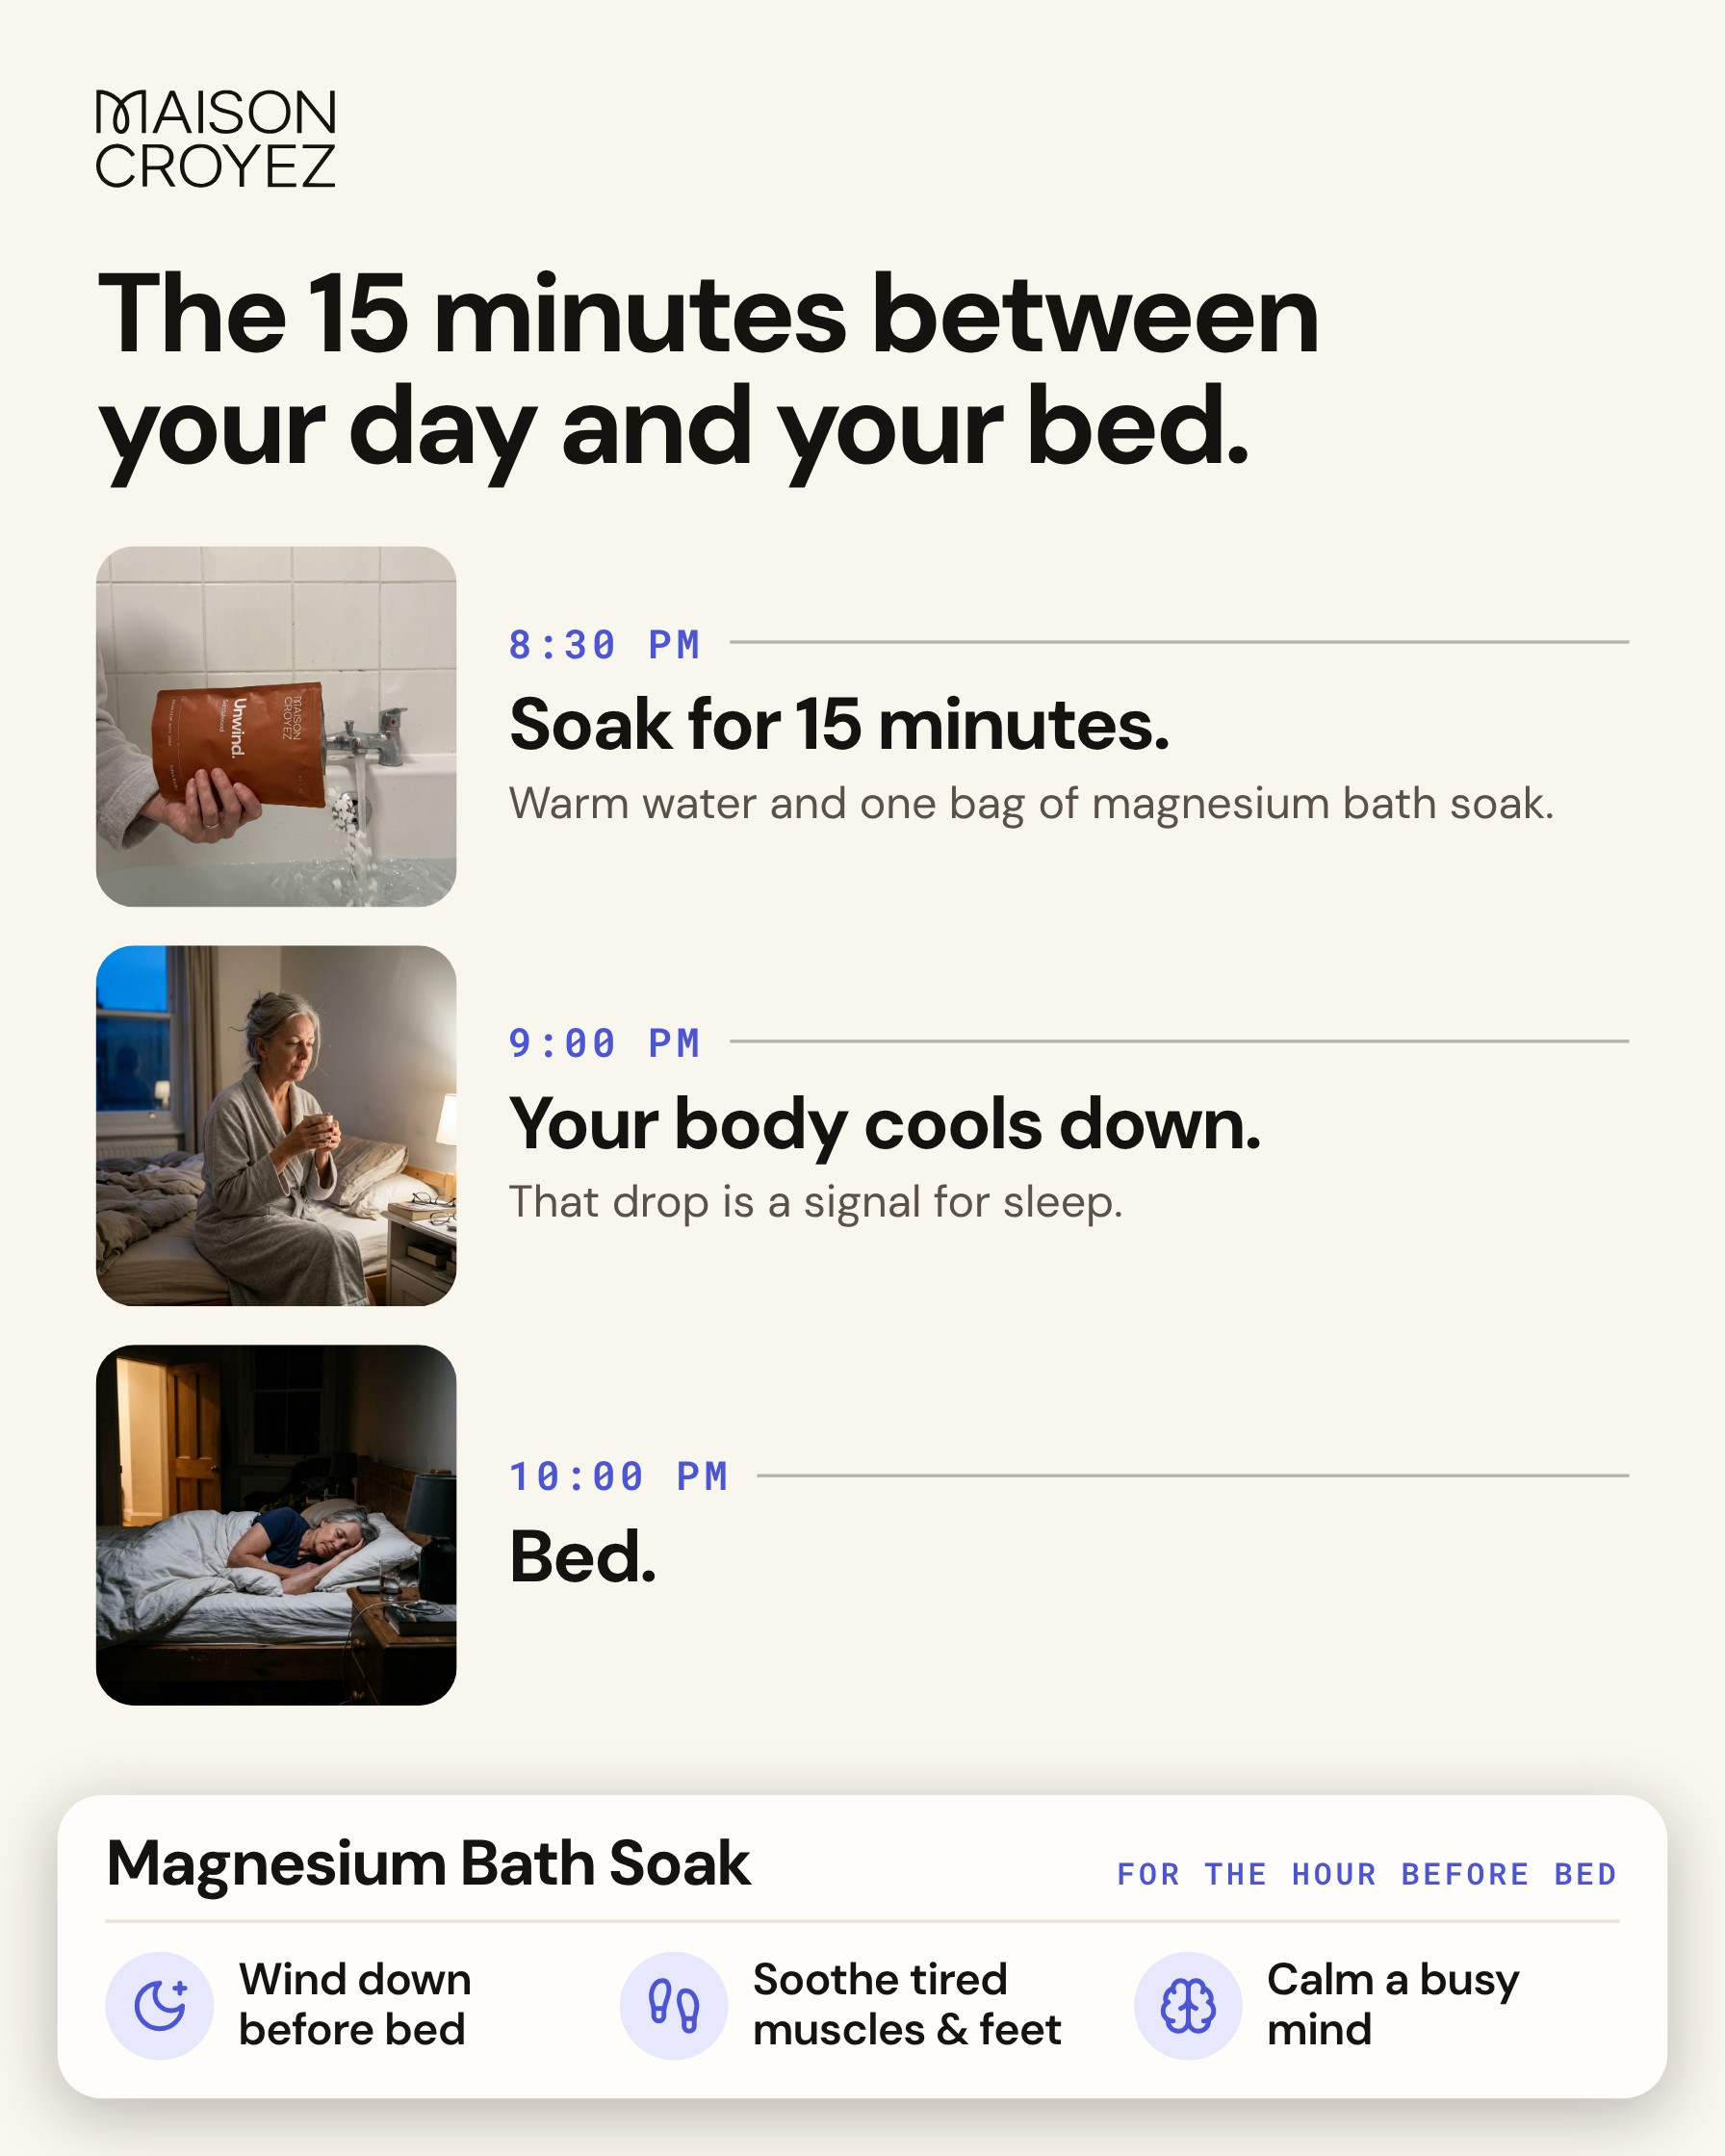 MAISON
CROYEZ
The 15 minutes between
your day and your bed.
MAISON
CROYEZ
Unwind.
8:30 PM
Soak for 15 minutes.
Warm water and one bag of magnesium bath soak.
9:00 PM
Your body cools down.
That drop is a signal for sleep.
10:00 PM
Bed.
Magnesium Bath Soak
FOR THE HOUR BEFORE BED
Wind down
before bed
Soothe tired
muscles & feet
Calm a busy
mind